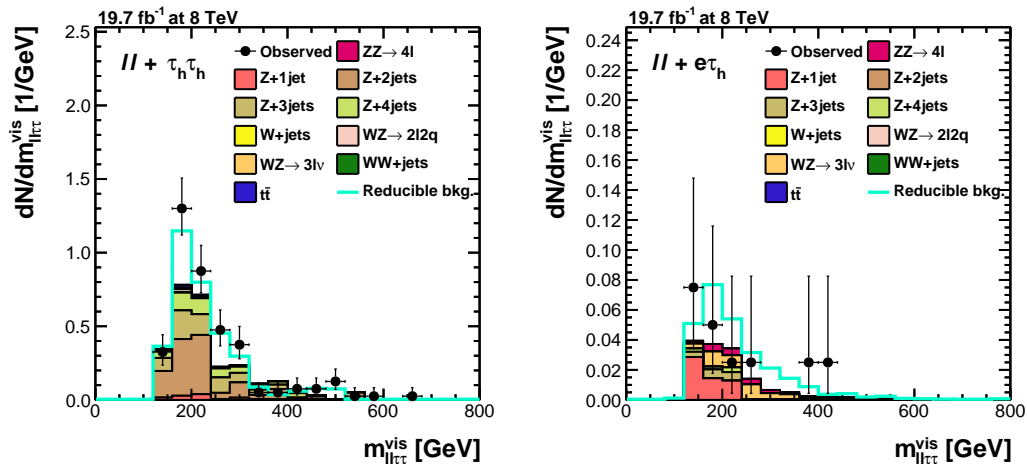 19.7 fb⁻¹ at 8 TeV
dN/dm^vis_llττ [1/GeV]
2.5
2.0
1.5
1.0
0.5
0.0
ll + τhτh
Observed
ZZ→ 4l
Z+1jet
Z+2jets
Z+3jets
Z+4jets
W+jets
WZ→ 2l2q
WZ→ 3lν
WW+jets
tt̄
Reducible bkg.
0 200 400 600 800
m^vis_llττ [GeV]
19.7 fb⁻¹ at 8 TeV
dN/dm^vis_llττ [1/GeV]
0.24
0.22
0.20
0.18
0.16
0.14
0.12
0.10
0.08
0.06
0.04
0.02
0.00
ll + eτh
Observed
ZZ→ 4l
Z+1jet
Z+2jets
Z+3jets
Z+4jets
W+jets
WZ→ 2l2q
WZ→ 3lν
WW+jets
tt̄
Reducible bkg.
0 200 400 600 800
m^vis_llττ [GeV]